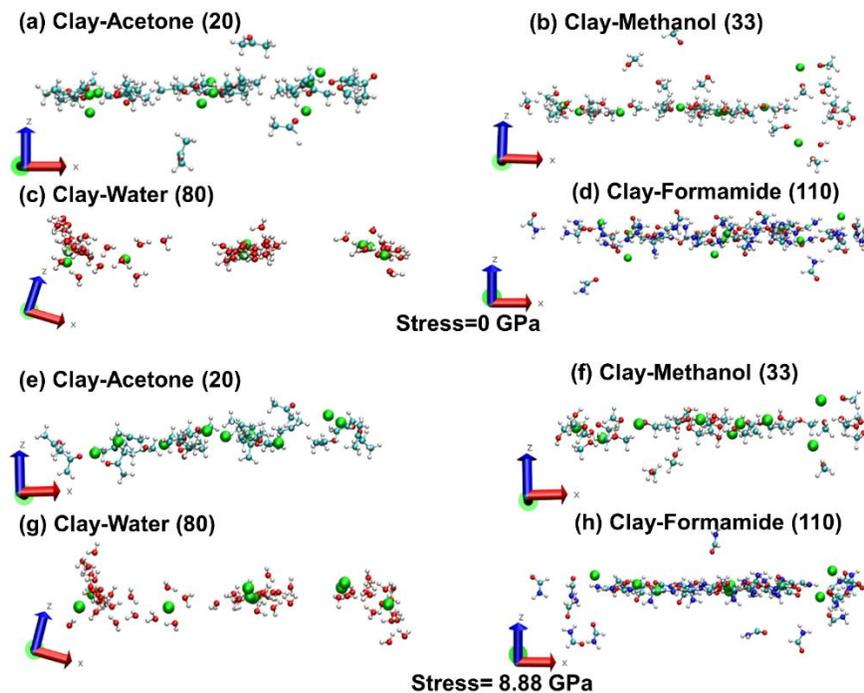 (a) Clay-Acetone (20)
(b) Clay-Methanol (33)
z
x
z
x
(c) Clay-Water (80)
(d) Clay-Formamide (110)
z
x
z
x
Stress=0 GPa
(e) Clay-Acetone (20)
(f) Clay-Methanol (33)
z
x
z
x
(g) Clay-Water (80)
(h) Clay-Formamide (110)
z
x
z
x
Stress= 8.88 GPa